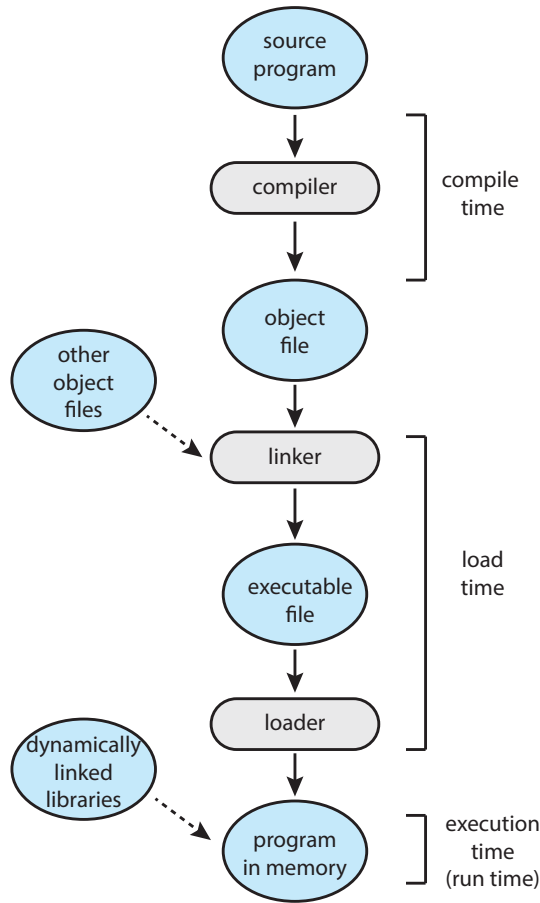 source
program
compiler
compile
time
object
file
other
object
files
linker
load
time
executable
file
loader
dynamically
linked
libraries
program
in memory
execution
time
(run time)